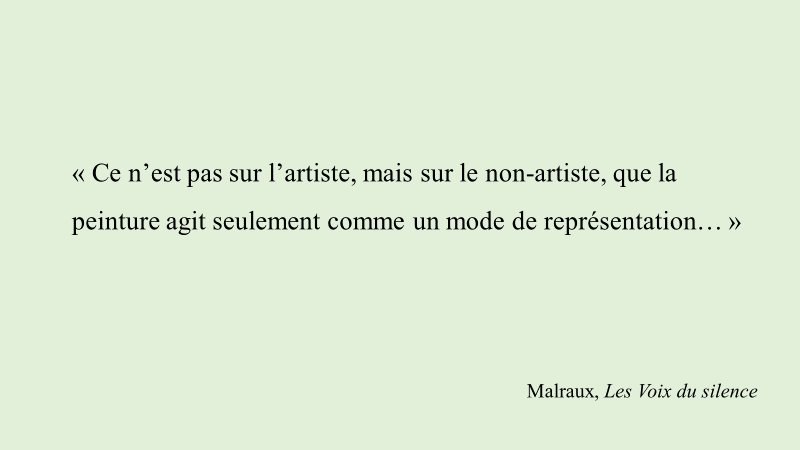 « Ce n’est pas sur l’artiste, mais sur le non-artiste, que la
peinture agit seulement comme un mode de représentation… »
Malraux, Les Voix du silence